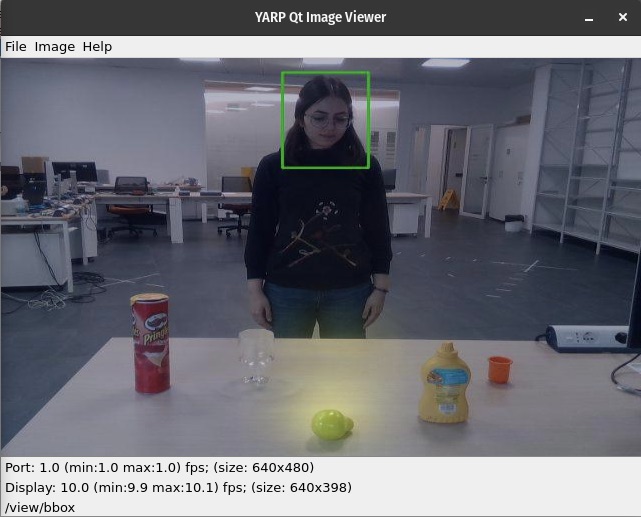 YARP Qt Image Viewer
File Image Help
Pringles
Port: 1.0 (min:1.0 max:1.0) fps; (size: 640x480)
Display: 10.0 (min:9.9 max:10.1) fps; (size: 640x398)
/view/bbox